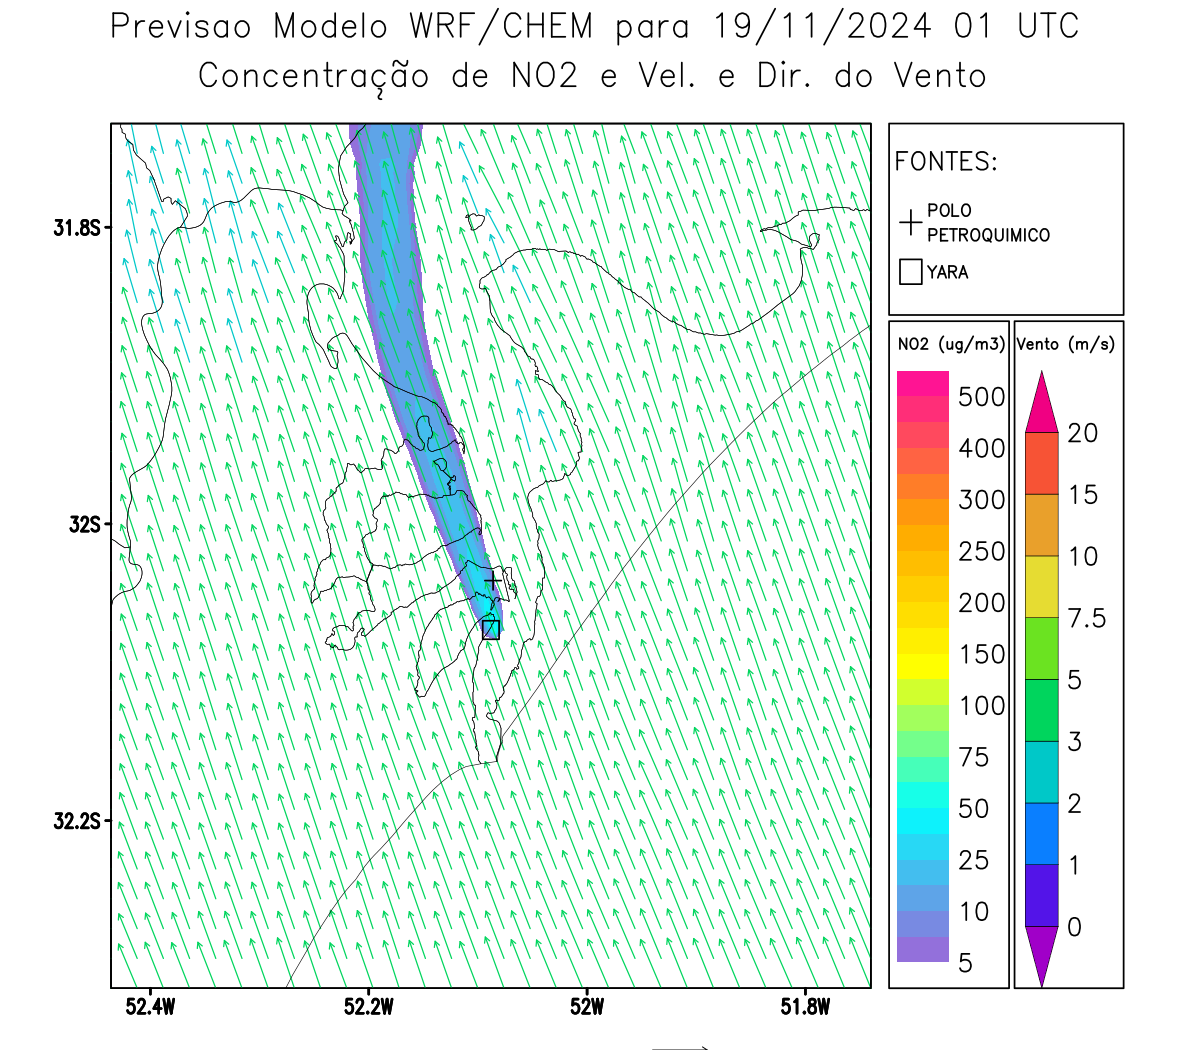 Previsao Modelo WRF/CHEM para 19/11/2024 01 UTC
Concentração de NO2 e Vel. e Dir. do Vento
FONTES:
POLO
PETROQUIMICO
YARA
NO2 (ug/m3)
500
400
300
250
200
150
100
75
50
25
10
5
Vento (m/s)
20
15
10
7.5
5
3
2
1
0
31.8S
32S
32.2S
52.4W
52.2W
52W
51.8W